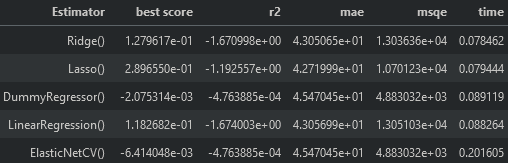 Estimator best score r2 mae msqe time
Ridge() 1.279617e-01 -1.670998e+00 4.305065e+01 1.303636e+04 0.078462
Lasso() 2.896550e-01 -1.192557e+00 4.271999e+01 1.070123e+04 0.079444
DummyRegressor() -2.075314e-03 -4.763885e-04 4.547045e+01 4.883032e+03 0.089119
LinearRegression() 1.182682e-01 -1.674003e+00 4.305699e+01 1.305103e+04 0.088264
ElasticNetCV() -6.414048e-03 -4.763885e-04 4.547045e+01 4.883032e+03 0.201605